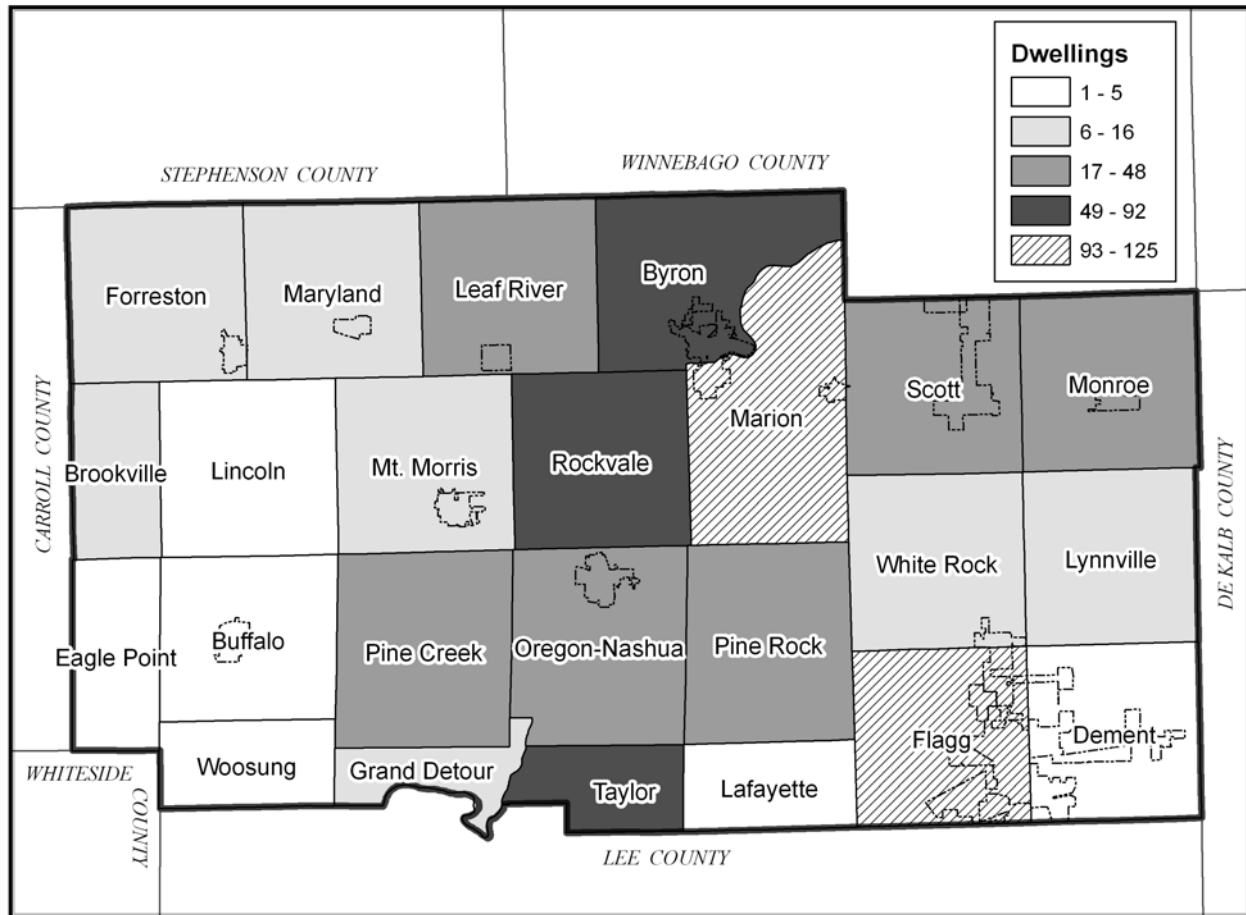 Dwellings
1 - 5
6 - 16
17 - 48
49 - 92
93 - 125
STEPHENSON COUNTY
WINNEBAGO COUNTY
CARROLL COUNTY
DE KALB COUNTY
WHITESIDE
COUNTY
LEE COUNTY
Forreston
Maryland
Leaf River
Byron
Scott
Monroe
Brookville
Lincoln
Mt. Morris
Rockvale
Marion
White Rock
Lynnville
Eagle Point
Buffalo
Pine Creek
Oregon-Nashua
Pine Rock
Flagg
Dement
Woosung
Grand Detour
Taylor
Lafayette